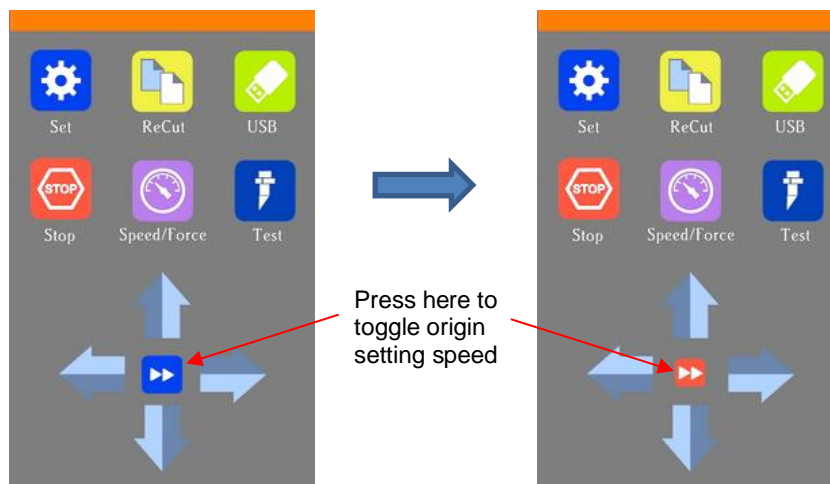 Set ReCut USB
STOP
Stop Speed/Force Test
Press here to
toggle origin
setting speed
Set ReCut USB
STOP
Stop Speed/Force Test